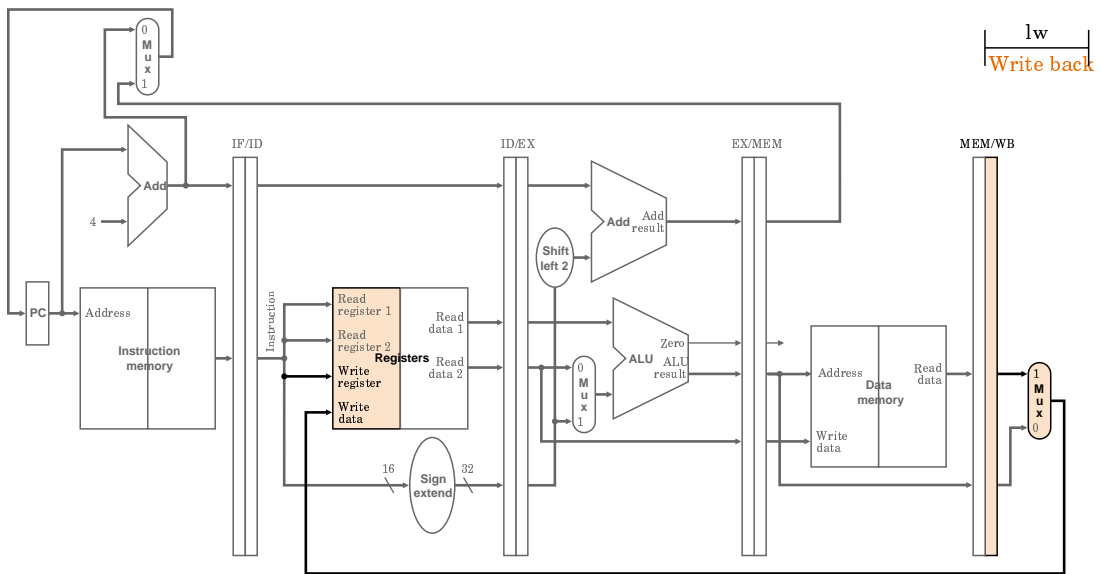 lw
Write back
0
M
u
x
1
IF/ID
ID/EX
EX/MEM
MEM/WB
Add
4
Add
Add
result
Shift
left 2
PC
Address
Instruction
memory
Instruction
Read
register 1
Read
register 2
Write
register
Write
data
Registers
Read
data 1
Read
data 2
0
M
u
x
1
Zero
ALU
ALU
result
Address
Write
data
Data
memory
Read
data
1
M
u
x
0
16
Sign
extend
32